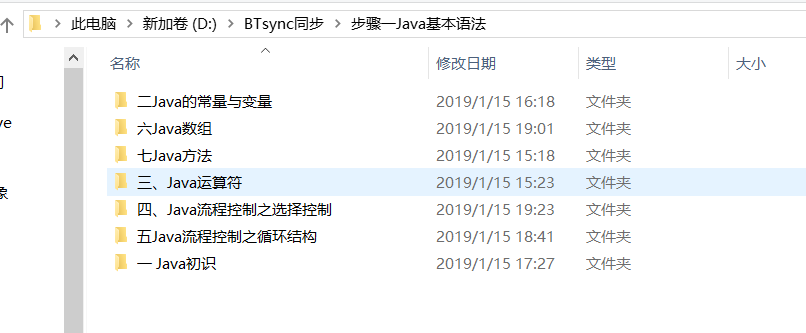 此电脑 > 新加卷 (D:) > BTsync同步 > 步骤一Java基本语法
名称 修改日期 类型 大小
二Java的常量与变量 2019/1/15 16:18 文件夹
六Java数组 2019/1/15 19:01 文件夹
七Java方法 2019/1/15 15:18 文件夹
ve
三、Java运算符 2019/1/15 15:23 文件夹
象
四、Java流程控制之选择控制 2019/1/15 19:23 文件夹
五Java流程控制之循环结构 2019/1/15 18:41 文件夹
一 Java初识 2019/1/15 17:27 文件夹